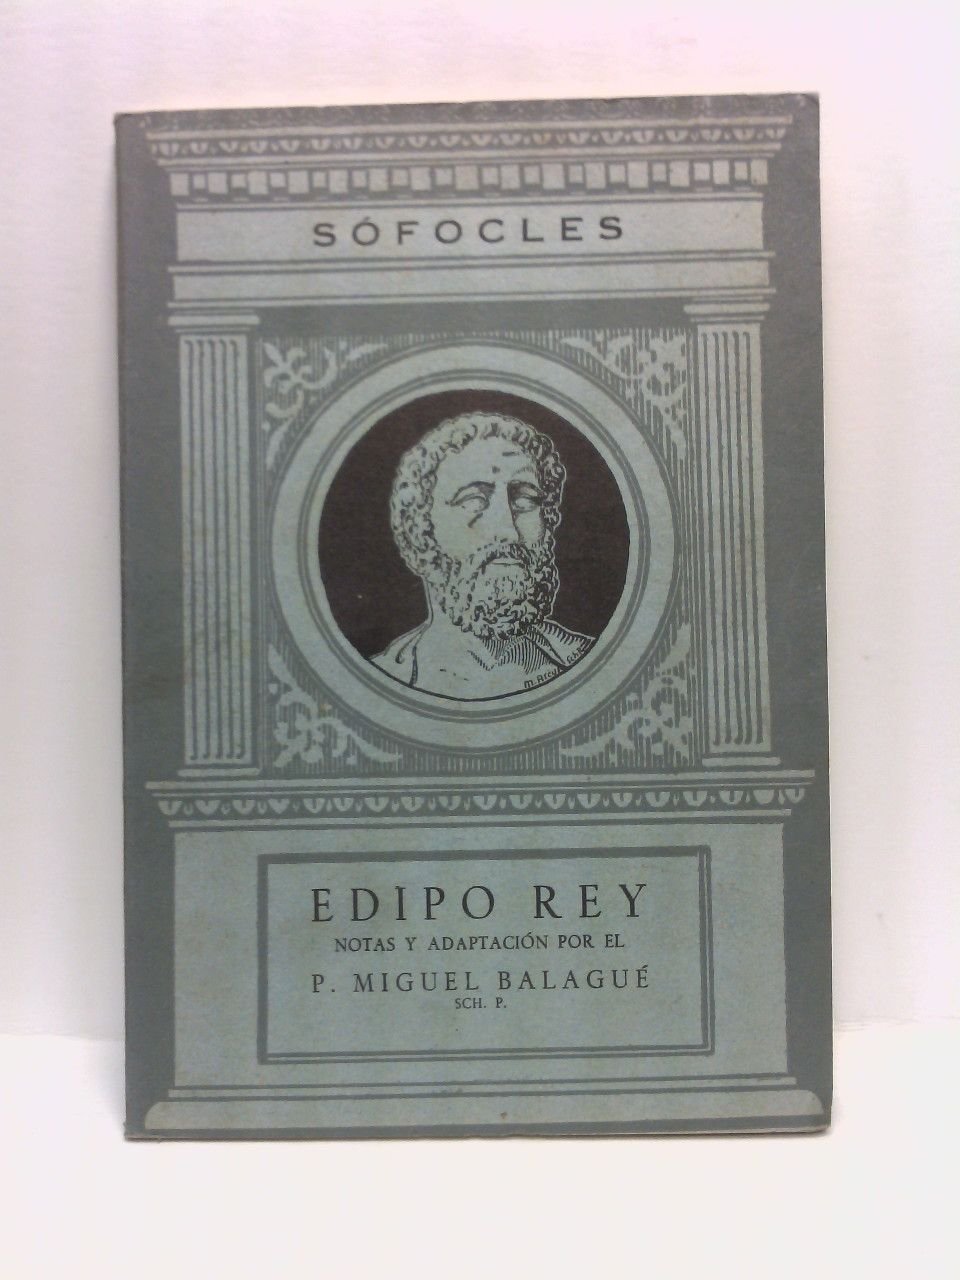 SÓFOCLES
EDIPO REY
NOTAS Y ADAPTACIÓN POR EL
P. MIGUEL BALAGUÉ
SCH. P.